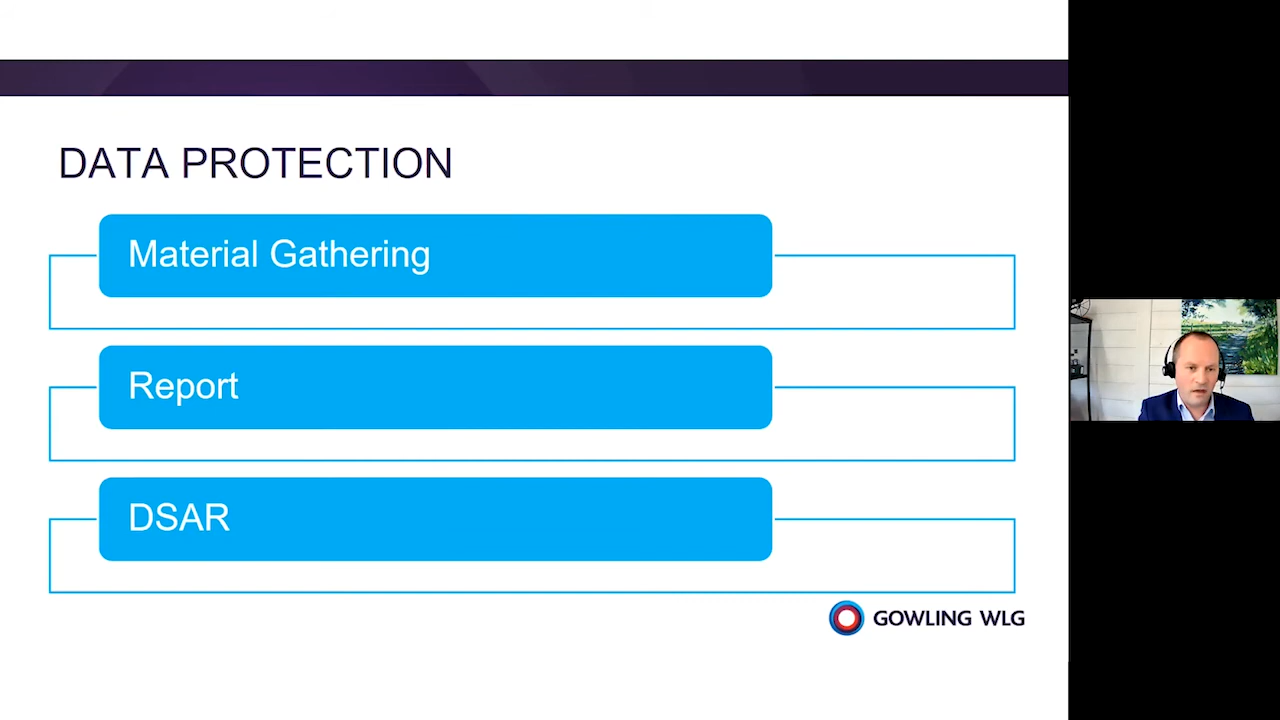 DATA PROTECTION
Material Gathering
Report
DSAR
GOWLING WLG